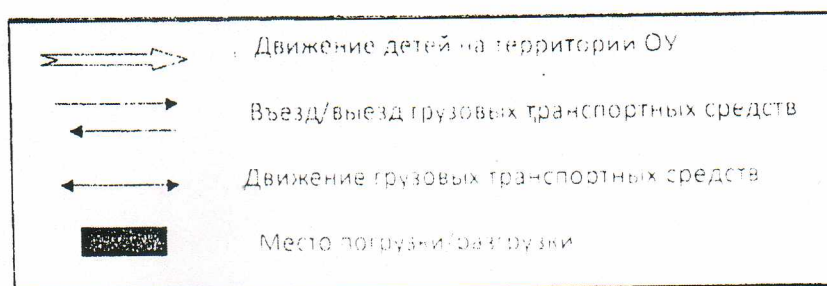 Движение детей на территории ОУ
Въезд/выезд грузовых транспортных средств
Движение грузовых транспортных средств
Место погрузки/разгрузки